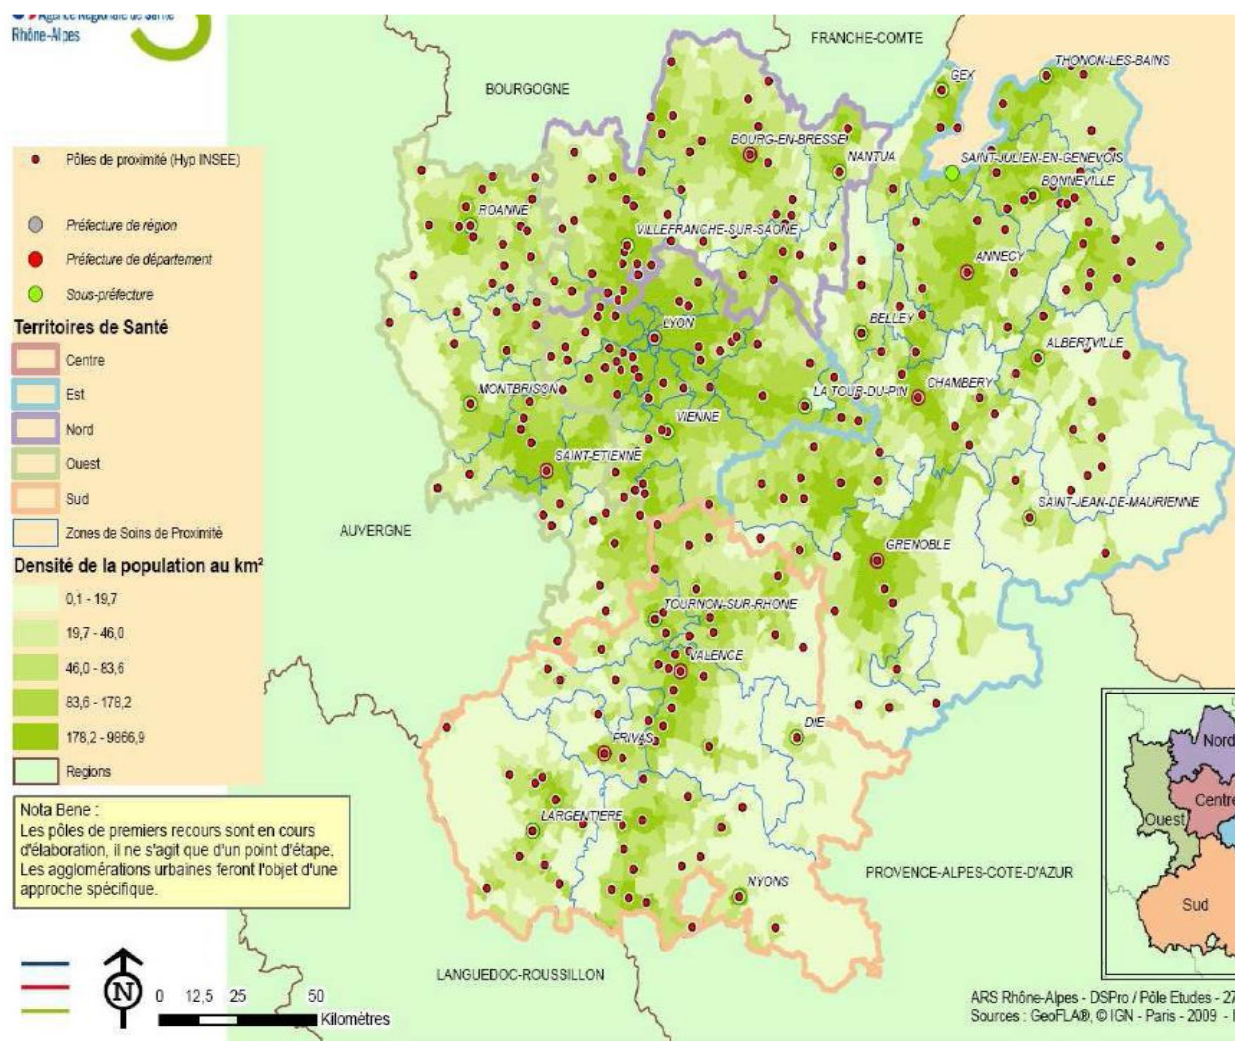 Agence Régionale de Santé
Rhône-Alpes
FRANCHE-COMTE
BOURGOGNE
GEX
THONON-LES-BAINS
Pôles de proximité (Hyp INSEE)
BOURG-EN-BRESSE
NANTUA
SAINT-JULIEN-EN-GENEVOIS
BONNEVILLE
ROANNE
Préfecture de région
VILLEFRANCHE-SUR-SAONE
Préfecture de département
ANNECY
Sous-préfecture
Territoires de Santé
LYON
BELLEY
ALBERTVILLE
Centre
Est
MONTBRISON
LA TOUR-DU-PIN
CHAMBERY
Nord
VIENNE
Ouest
SAINT-ETIENNE
Sud
SAINT-JEAN-DE-MAURIENNE
Zones de Soins de Proximité
AUVERGNE
GRENOBLE
Densité de la population au km²
0,1 - 19,7
TOURNON-SUR-RHONE
19,7 - 46,0
46,0 - 83,6
VALENCE
83,6 - 178,2
178,2 - 9866,9
DIE
PRIVAS
Regions
Nord
Centre
Ouest
Sud
Nota Bene :
Les pôles de premiers recours sont en cours
d'élaboration, il ne s'agit que d'un point d'étape.
Les agglomérations urbaines feront l'objet d'une
approche spécifique.
LARGENTIERE
NYONS
PROVENCE-ALPES-COTE-D'AZUR
LANGUEDOC-ROUSSILLON
N
0 12,5 25 50
Kilomètres
ARS Rhône-Alpes - DSPro / Pôle Etudes - 27
Sources : GeoFLA®, © IGN - Paris - 2009 -